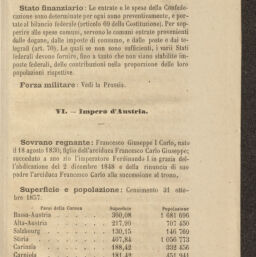 Stato finanziario: Le entrate e le spese della Confede-
razione sono determinate per ogni anno preventivamente, e por-
tate al bilancio federale (articolo 69 della Costituzione). Per sop-
perire alle spese comuni, servono le comuni entrate provenienti
dalle dogane, dalle imposte di consumo, e dalle poste e dai te-
legrafi (art. 70). Le quali se non sono sufficienti, i varii Stati
federali devono fornire, fino a tanto che non siano stabilite im-
poste federali, delle contribuzioni nella proporzione delle loro
popolazioni rispettive.
Forza militare: Vedi la Prussia.
VI. — Impero d'Austria.
Sovrano regnante: Francesco Giuseppe I Carlo, nato
il 18 agosto 1830; figlio dell'arciduca Francesco Carlo Giuseppe;
succeduto a suo zio l'imperatore Ferdinando I in grazia del-
l'abdicazione del 2 dicembre 1848 e della rinuncia di suo
padre l'arciduca Francesco Carlo alla successione al trono.
Superficie e popolazione: Censimento 31 otto-
bre 1857.
Paesi della Corona Superficie Popolazione
Bassa-Austria 360,08 1 681 696
Alta-Austria 217,90 707 450
Salzbourg 130,15 146 769
Stiria 407,84 1 056 773
Carinzia 188,42 332 456
Carniola 181,42 451 941